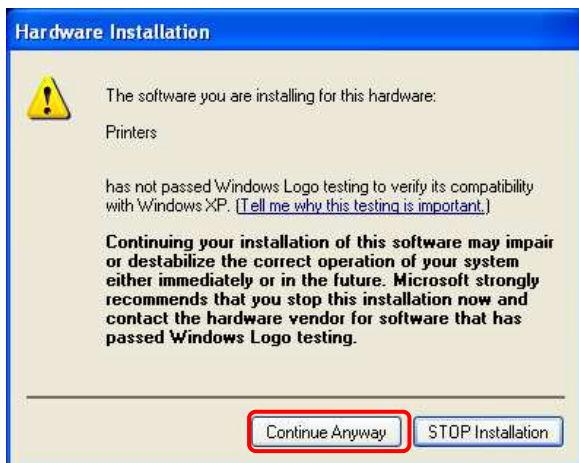 Hardware Installation
The software you are installing for this hardware:
Printers
has not passed Windows Logo testing to verify its compatibility
with Windows XP. (Tell me why this testing is important.)
Continuing your installation of this software may impair
or destabilize the correct operation of your system
either immediately or in the future. Microsoft strongly
recommends that you stop this installation now and
contact the hardware vendor for software that has
passed Windows Logo testing.
Continue Anyway
STOP Installation